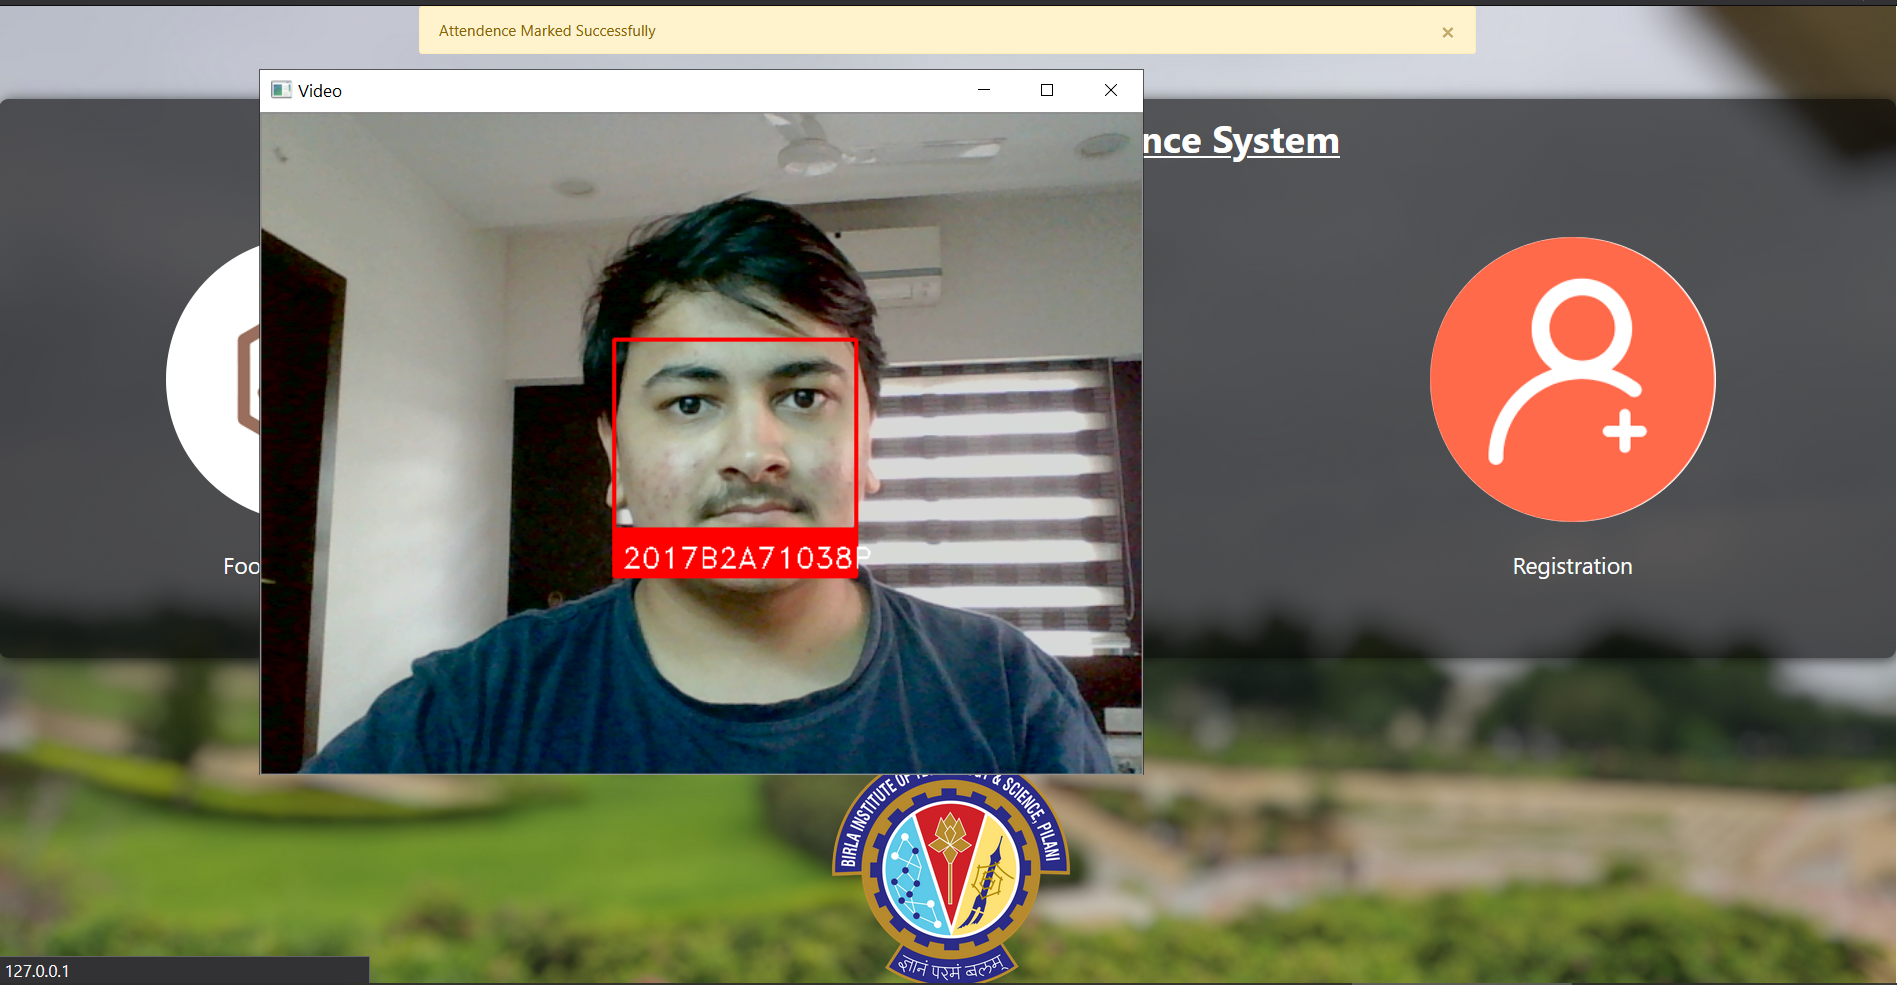 Attendence Marked Successfully
×
Video
nce System
2017B2A71038P
Foo
Registration
BIRLA INSTITUTE OF & SCIENCE, PILANI
ज्ञानं परमं बलम्
127.0.0.1